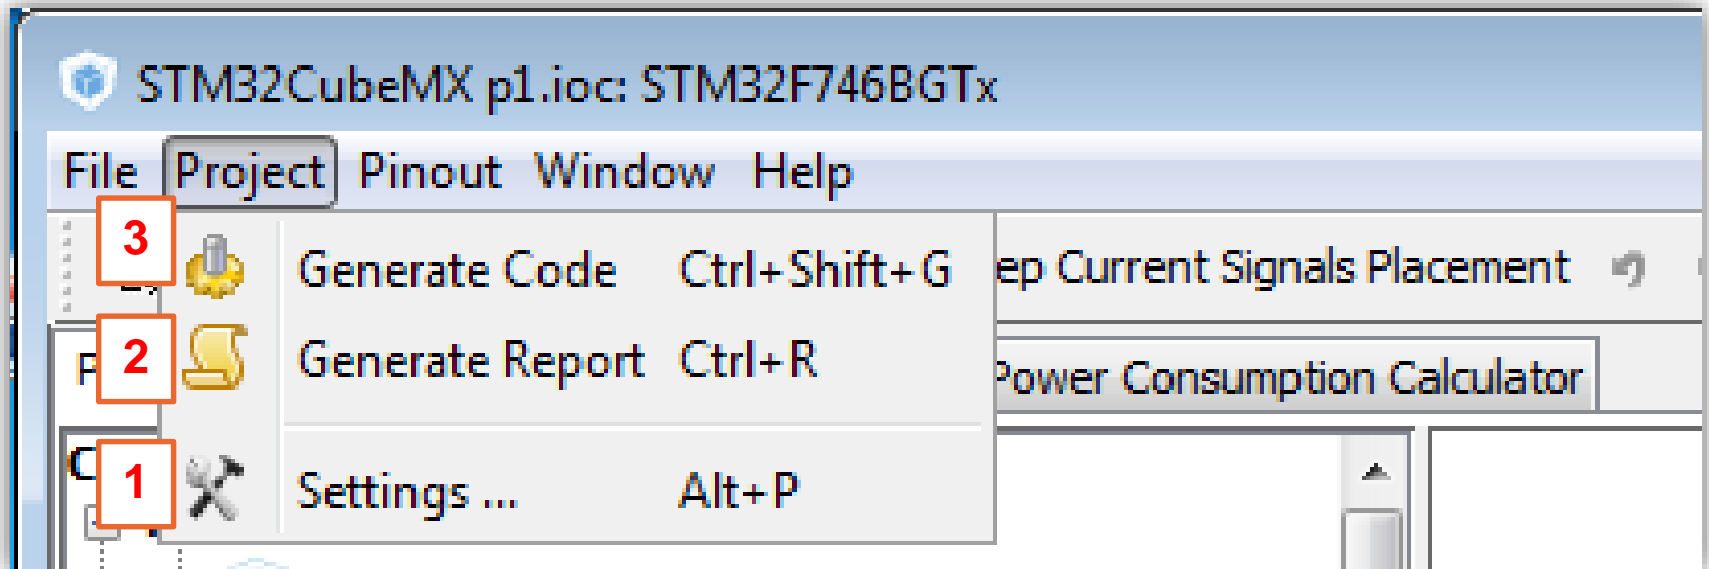 STM32CubeMX p1.ioc: STM32F746BGTx
File Project Pinout Window Help
3 Generate Code Ctrl+Shift+G ep Current Signals Placement
2 Generate Report Ctrl+R Power Consumption Calculator
1 Settings ... Alt+P